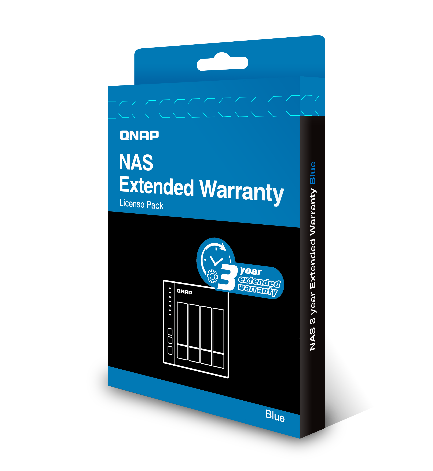 QNAP
NAS
Extended Warranty
License Pack
3 year
extended
warranty
QNAP
Blue
NAS 3 year Extended Warranty Blue